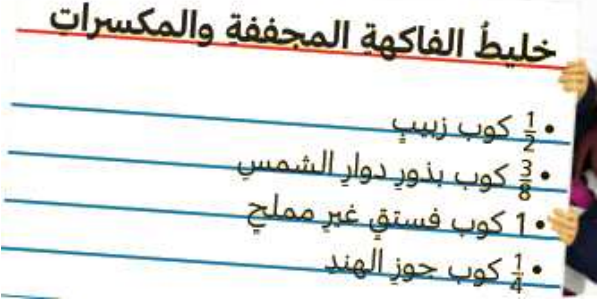 خليطُ الفاكهةِ المجففةِ والمكسراتِ
• 1/2 كوب زبيبٍ
• 3/8 كوب بذورِ دوارِ الشمسِ
• 1 كوب فستقٍ غيرِ مملحٍ
• 1/4 كوب جوزِ الهندِ